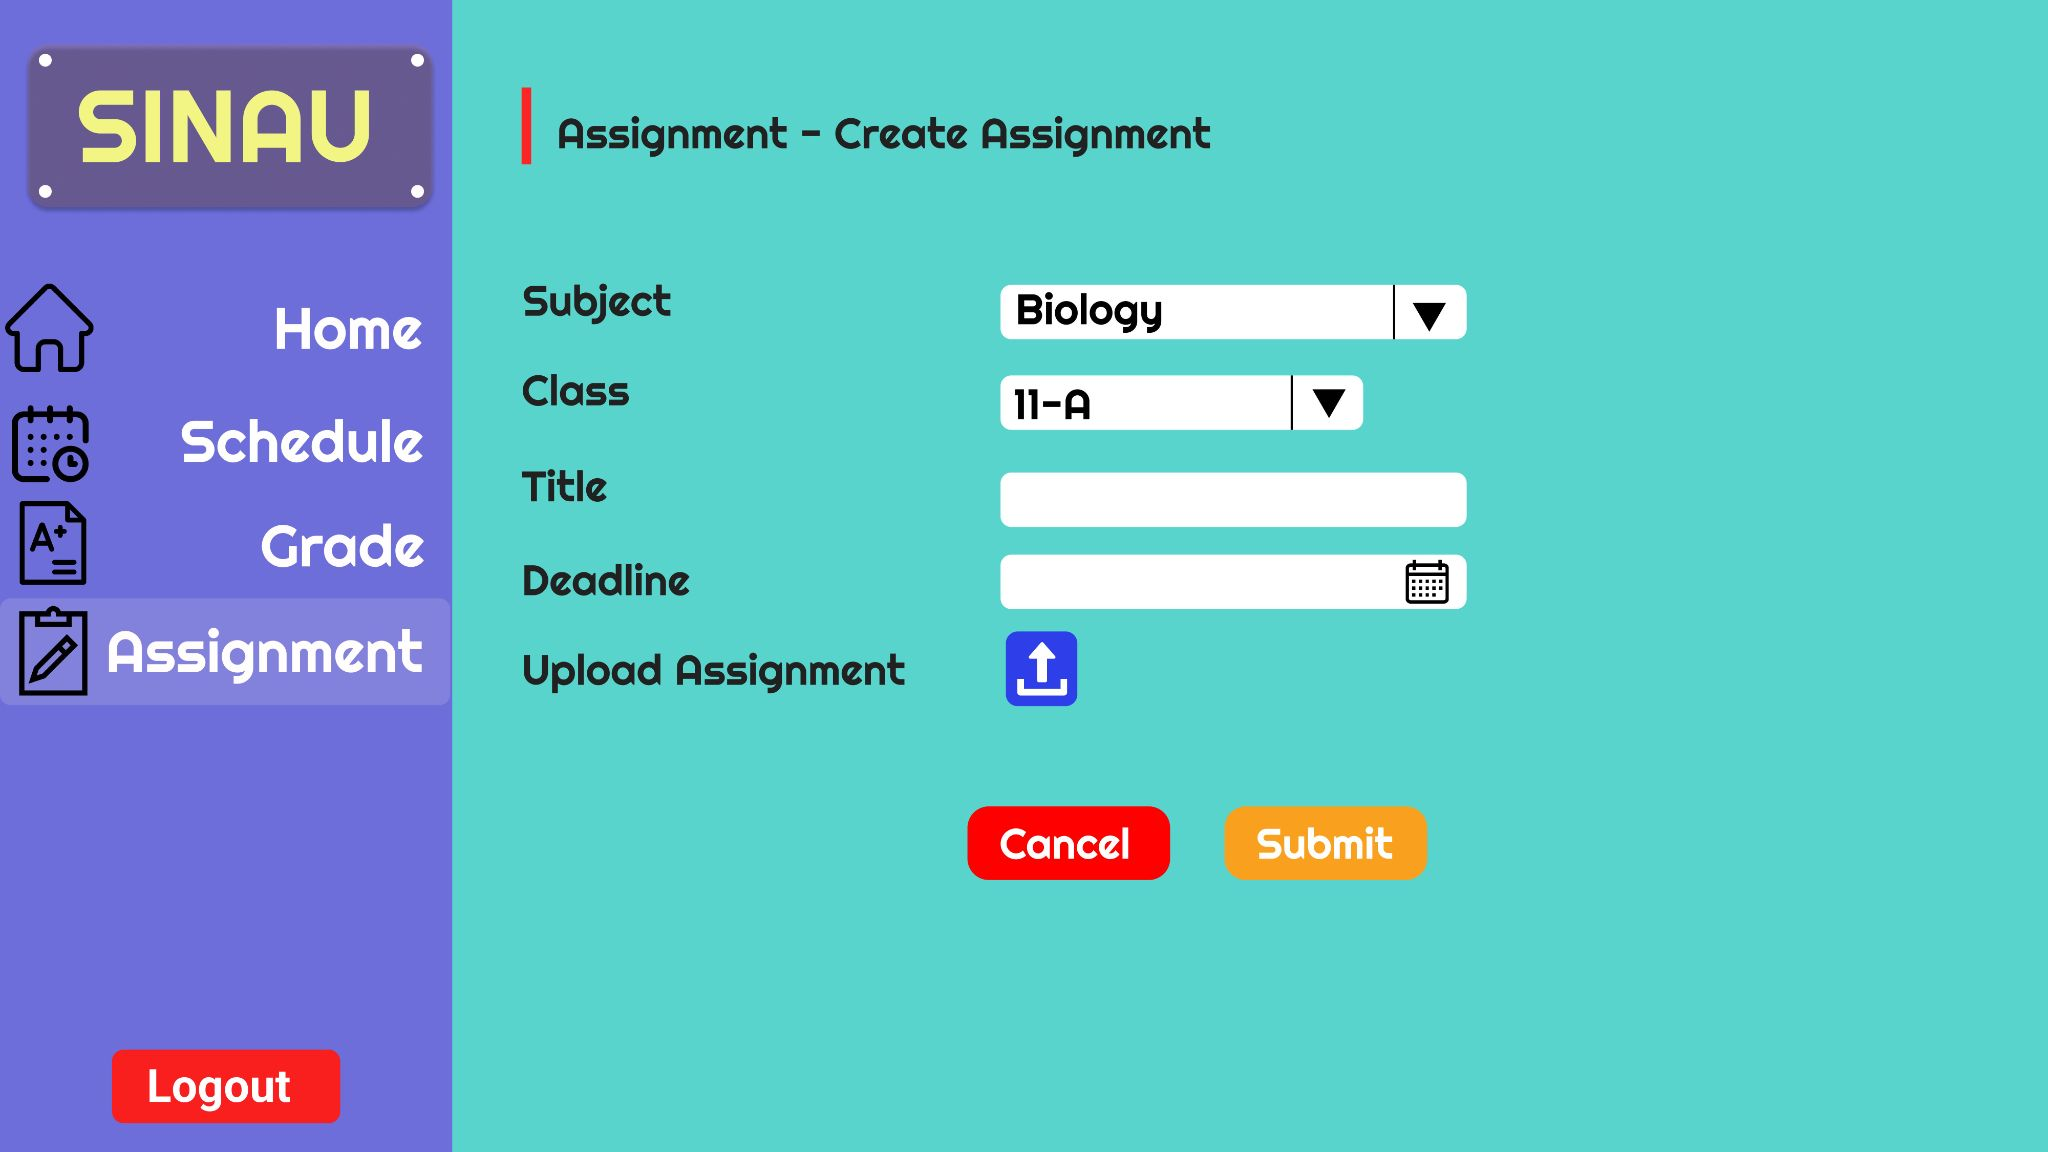 SINAU
Home
Schedule
A+
Grade
Assignment
Logout
Assignment - Create Assignment
Subject
Biology
Class
11-A
Title
Deadline
Upload Assignment
Cancel
Submit